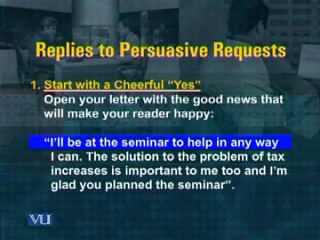 Replies to Persuasive Requests
1. Start with a Cheerful “Yes”
Open your letter with the good news that
will make your reader happy:
“I’ll be at the seminar to help in any way
I can. The solution to the problem of tax
increases is important to me too and I’m
glad you planned the seminar”.
VU